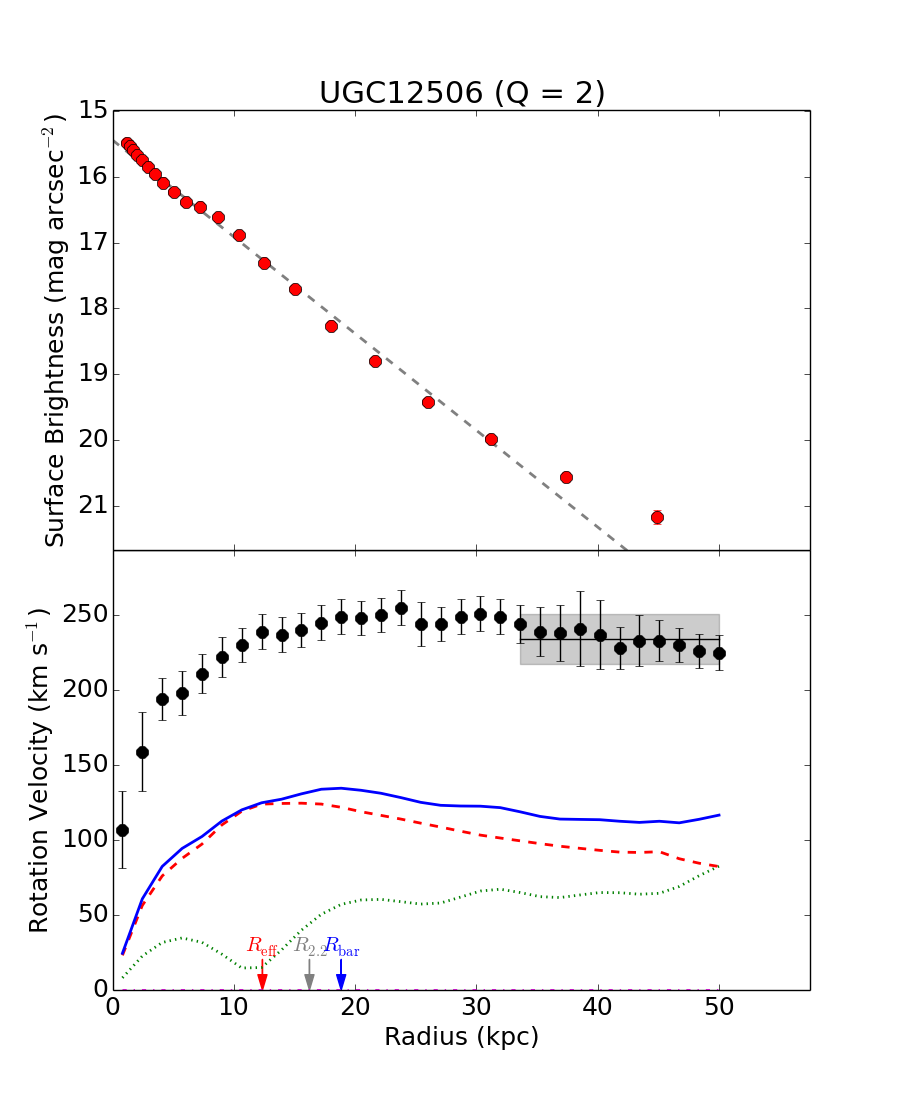 UGC12506 (Q = 2)
15
16
17
18
19
20
21
Surface Brightness (mag arcsec⁻²)
250
200
150
100
50
0
Rotation Velocity (km s⁻¹)
R_eff R_2.2 R_bar
0 10 20 30 40 50
Radius (kpc)